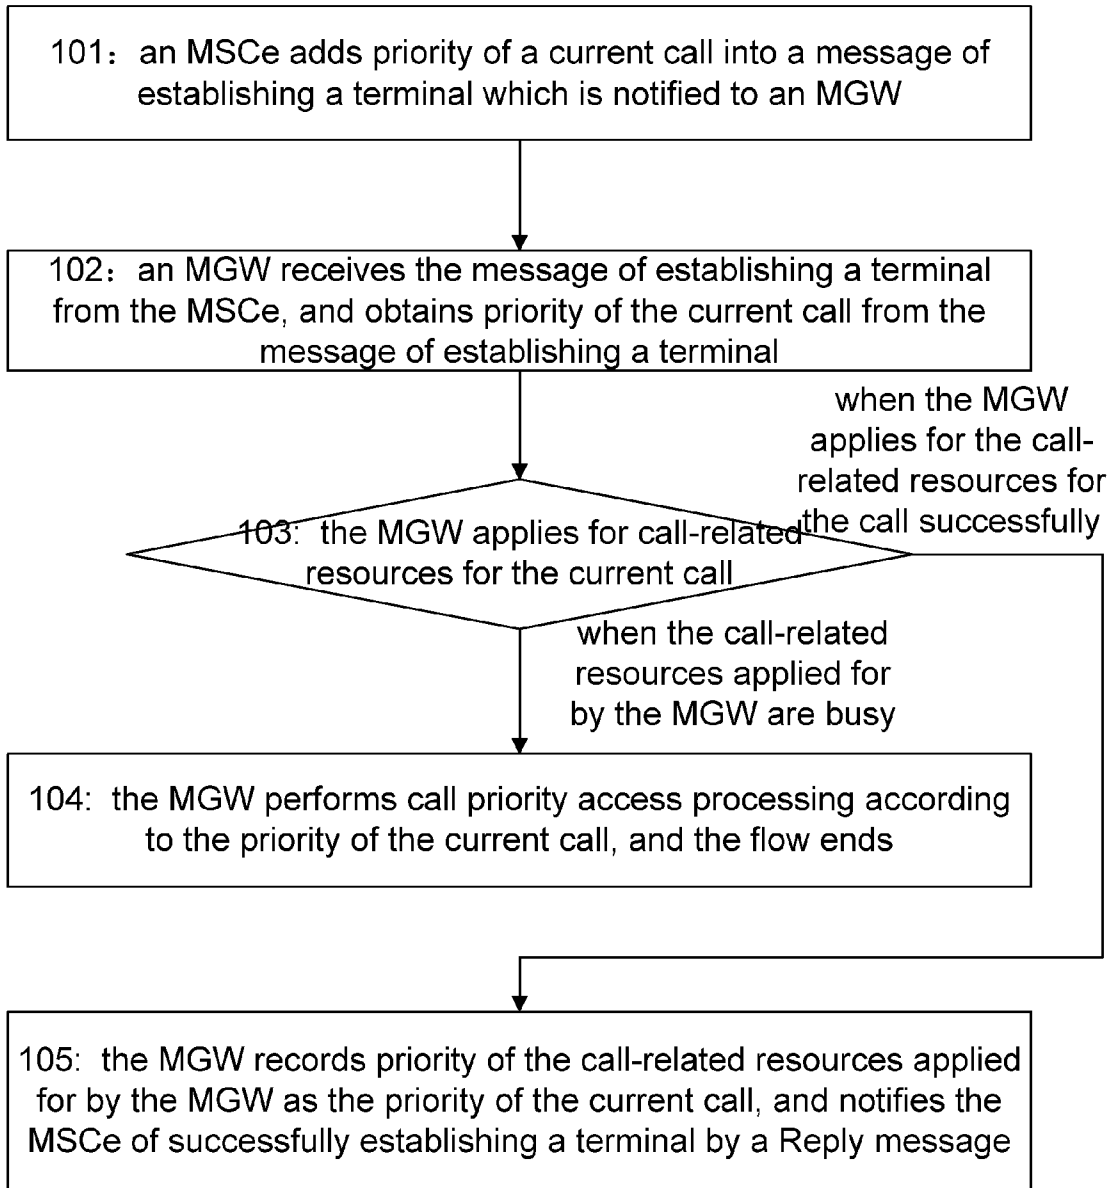 101：an MSCe adds priority of a current call into a message of
establishing a terminal which is notified to an MGW
102：an MGW receives the message of establishing a terminal
from the MSCe, and obtains priority of the current call from the
message of establishing a terminal
when the MGW
applies for the call-
related resources for
the call successfully
103: the MGW applies for call-related
resources for the current call
when the call-related
resources applied for
by the MGW are busy
104: the MGW performs call priority access processing according
to the priority of the current call, and the flow ends
105: the MGW records priority of the call-related resources applied
for by the MGW as the priority of the current call, and notifies the
MSCe of successfully establishing a terminal by a Reply message